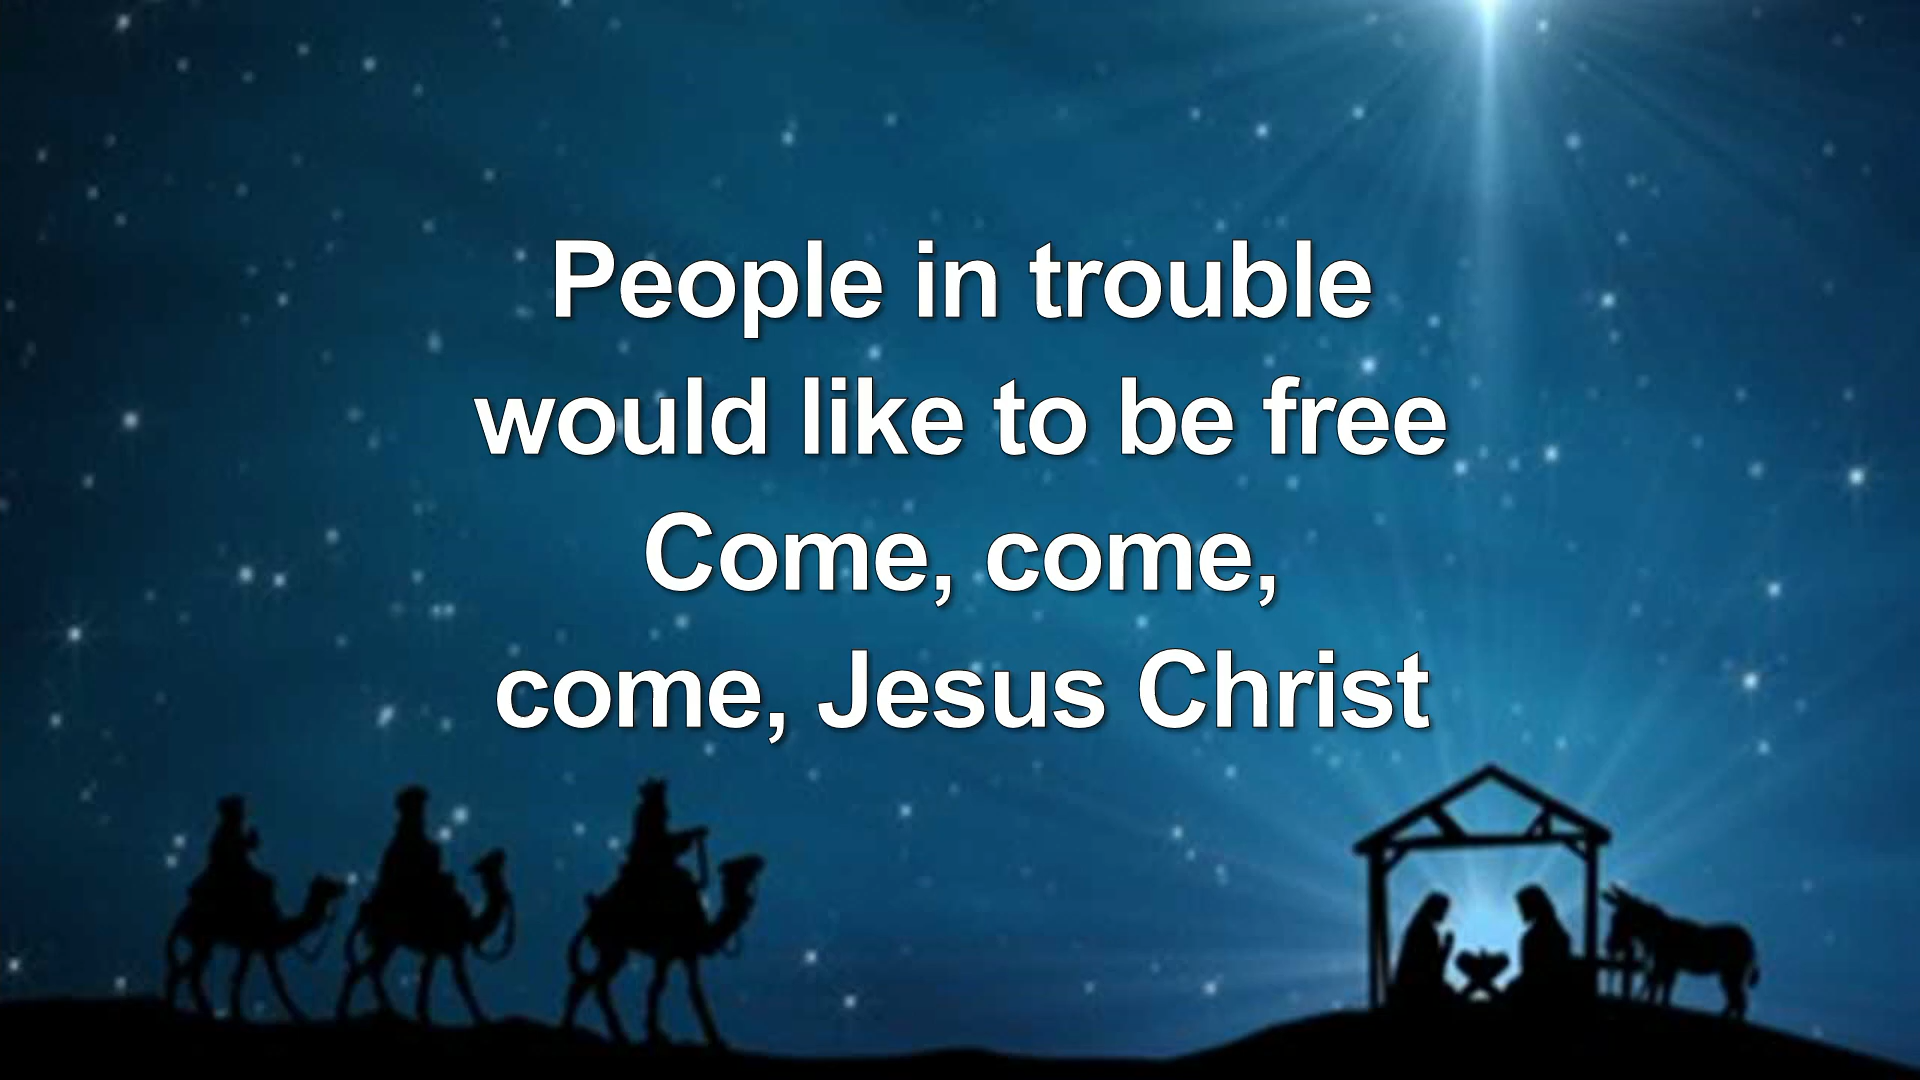 People in trouble
would like to be free
Come, come,
come, Jesus Christ